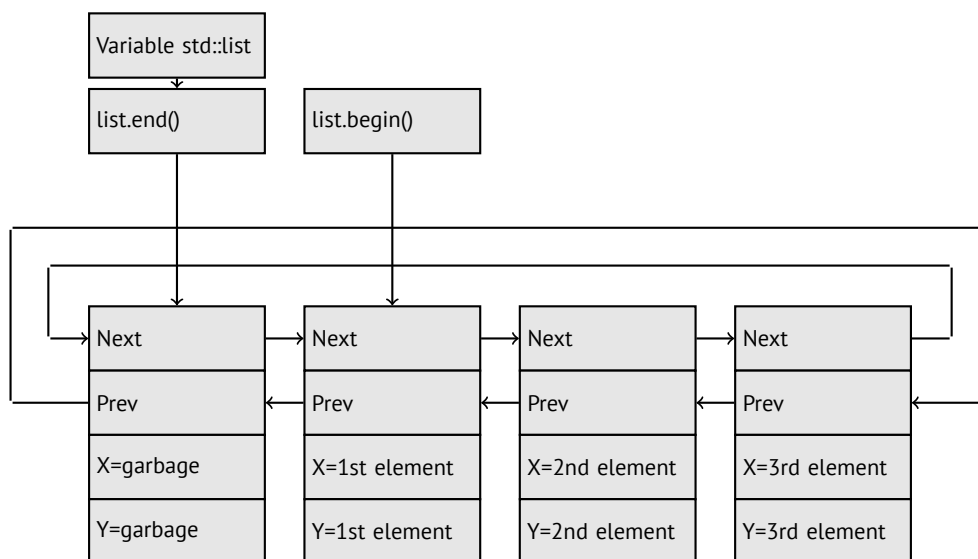 Variable std::list
list.end()
list.begin()
Next
Next
Next
Next
Prev
Prev
Prev
Prev
X=garbage
X=1st element
X=2nd element
X=3rd element
Y=garbage
Y=1st element
Y=2nd element
Y=3rd element